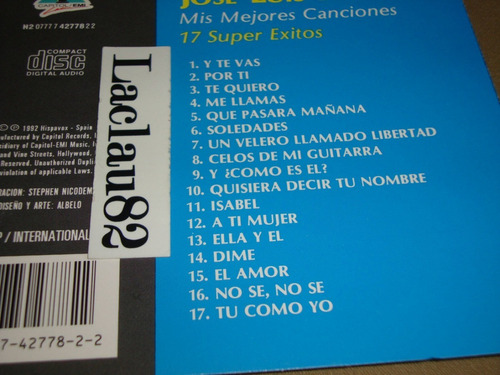 H2 07777 4277822
COMPACT
disc
DIGITAL AUDIO
1992 Hispavox - Spain
Laclau82
JOSE LUIS
Mis Mejores Canciones
17 Super Exitos
1. Y TE VAS
2. POR TI
3. TE QUIERO
4. ME LLAMAS
5. QUE PASARA MAÑANA
6. SOLEDADES
7. UN VELERO LLAMADO LIBERTAD
8. CELOS DE MI GUITARRA
9. Y ¿COMO ES EL?
10. QUISIERA DECIR TU NOMBRE
11. ISABEL
12. A TI MUJER
13. ELLA Y EL
14. DIME
15. EL AMOR
16. NO SE, NO SE
17. TU COMO YO
ufactured by Capitol Records,
sidiary of Capitol-EMI Music,
and Vine Streets, Hollywood,
Reserved. Unauthorized
violation of applicable Laws.
RACION: STEPHEN NICODEM
DISEÑO Y ARTE: ALBELO
P / INTERNATIONAL
7-42778-2-2